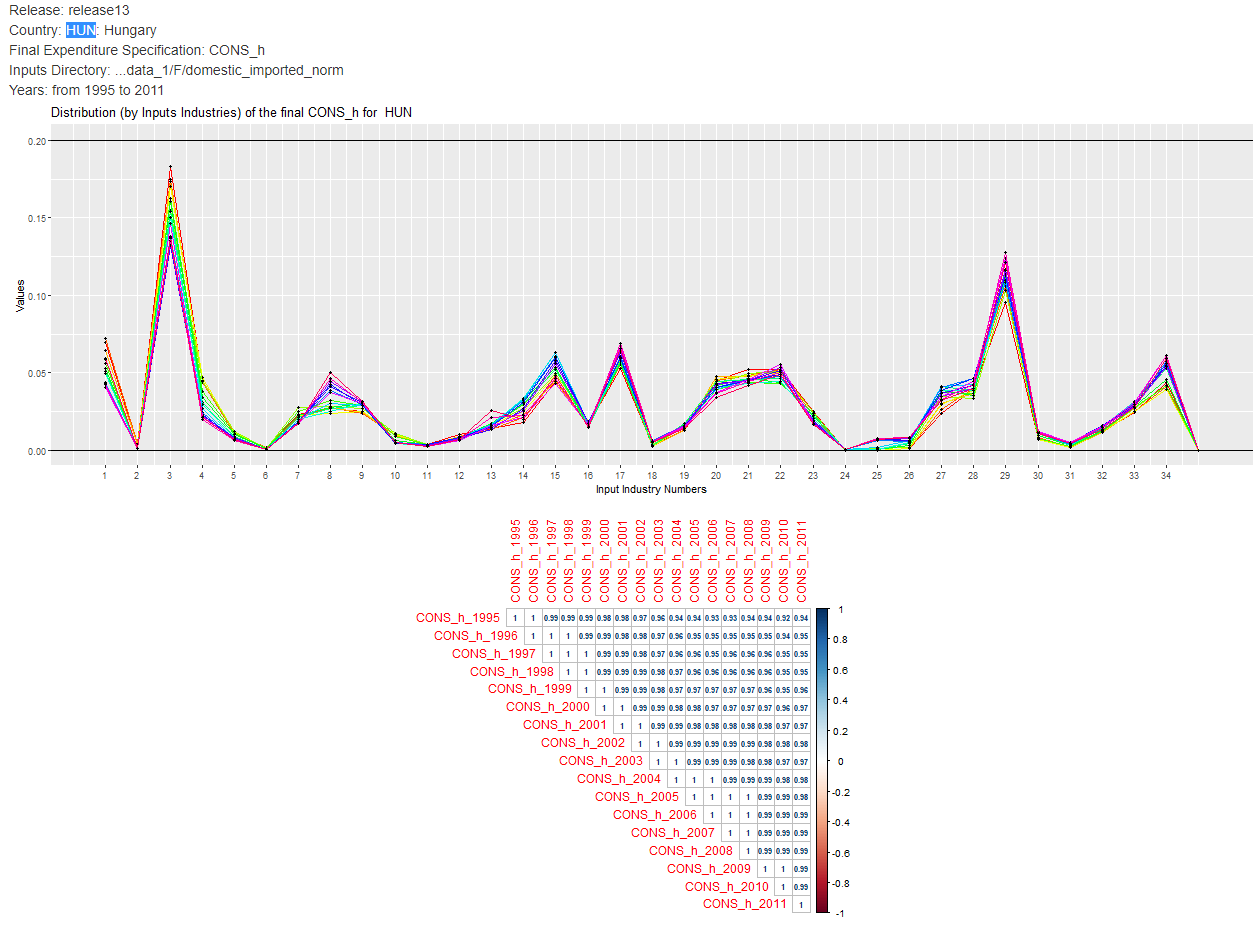 Release: release13
Country: HUN: Hungary
Final Expenditure Specification: CONS_h
Inputs Directory: ...data_1/F/domestic_imported_norm
Years: from 1995 to 2011
Distribution (by Inputs Industries) of the final CONS_h for HUN
0.20
0.15
0.10
0.05
0.00
Values
1 2 3 4 5 6 7 8 9 10 11 12 13 14 15 16 17 18 19 20 21 22 23 24 25 26 27 28 29 30 31 32 33 34
Input Industry Numbers
CONS_h_1995 CONS_h_1996 CONS_h_1997 CONS_h_1998 CONS_h_1999 CONS_h_2000 CONS_h_2001 CONS_h_2002 CONS_h_2003 CONS_h_2004 CONS_h_2005 CONS_h_2006 CONS_h_2007 CONS_h_2008 CONS_h_2009 CONS_h_2010 CONS_h_2011
CONS_h_1995 1 1 0.99 0.99 0.99 0.98 0.98 0.97 0.96 0.94 0.94 0.93 0.93 0.94 0.94 0.92 0.94
CONS_h_1996 1 1 1 0.99 0.99 0.98 0.98 0.97 0.96 0.95 0.95 0.95 0.95 0.95 0.94 0.95
CONS_h_1997 1 1 1 0.99 0.99 0.98 0.97 0.96 0.96 0.95 0.96 0.96 0.96 0.95 0.95
CONS_h_1998 1 1 0.99 0.99 0.99 0.98 0.97 0.96 0.96 0.96 0.96 0.96 0.95 0.95
CONS_h_1999 1 1 0.99 0.99 0.98 0.97 0.97 0.97 0.97 0.97 0.96 0.95 0.96
CONS_h_2000 1 1 0.99 0.99 0.98 0.98 0.97 0.97 0.97 0.97 0.96 0.97
CONS_h_2001 1 1 0.99 0.99 0.98 0.98 0.98 0.98 0.98 0.97 0.97
CONS_h_2002 1 1 0.99 0.99 0.99 0.99 0.99 0.98 0.98 0.98
CONS_h_2003 1 1 0.99 0.99 0.99 0.98 0.98 0.97 0.97
CONS_h_2004 1 1 1 0.99 0.99 0.99 0.98 0.98
CONS_h_2005 1 1 1 1 0.99 0.99 0.98
CONS_h_2006 1 1 1 0.99 0.99 0.99
CONS_h_2007 1 1 0.99 0.99 0.99
CONS_h_2008 1 0.99 0.99 0.99
CONS_h_2009 1 1 0.99
CONS_h_2010 1 0.99
CONS_h_2011 1
1
0.8
0.6
0.4
0.2
0
-0.2
-0.4
-0.6
-0.8
-1